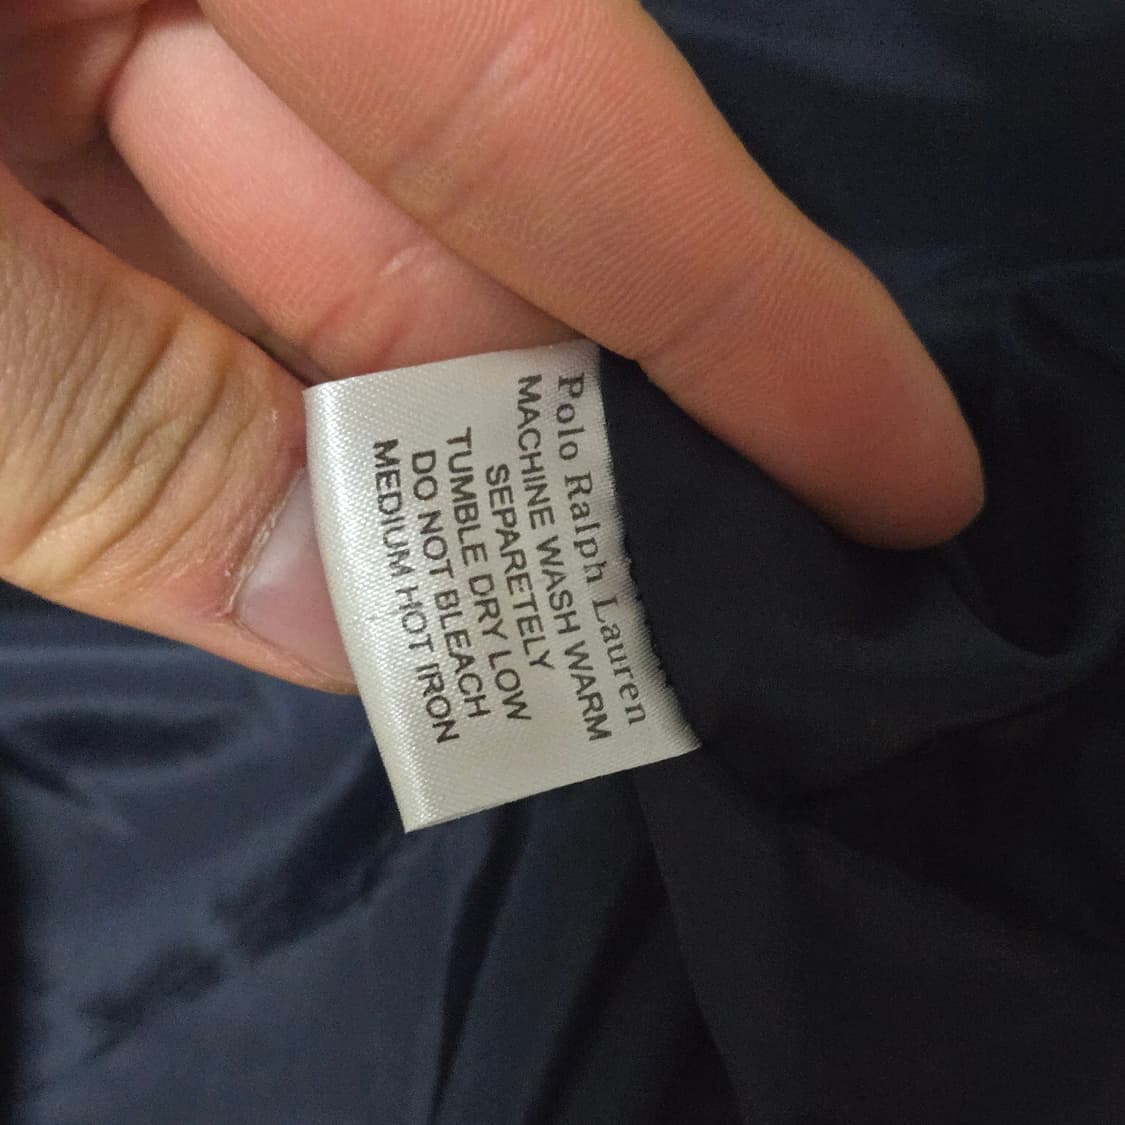 Polo Ralph Lauren
MACHINE WASH WARM
SEPARETELY
TUMBLE DRY LOW
DO NOT BLEACH
MEDIUM HOT IRON